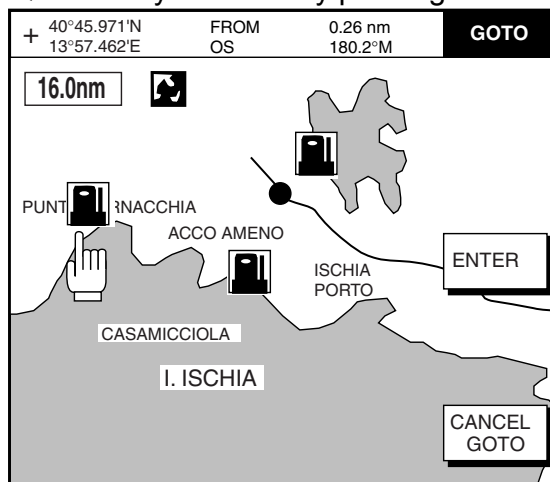 + 40°45.971'N FROM 0.26 nm GOTO
13°57.462'E OS 180.2°M
16.0nm
PUNT RNACCHIA
ACCO AMENO
ISCHIA
PORTO
ENTER
CASAMICCIOLA
I. ISCHIA
CANCEL
GOTO